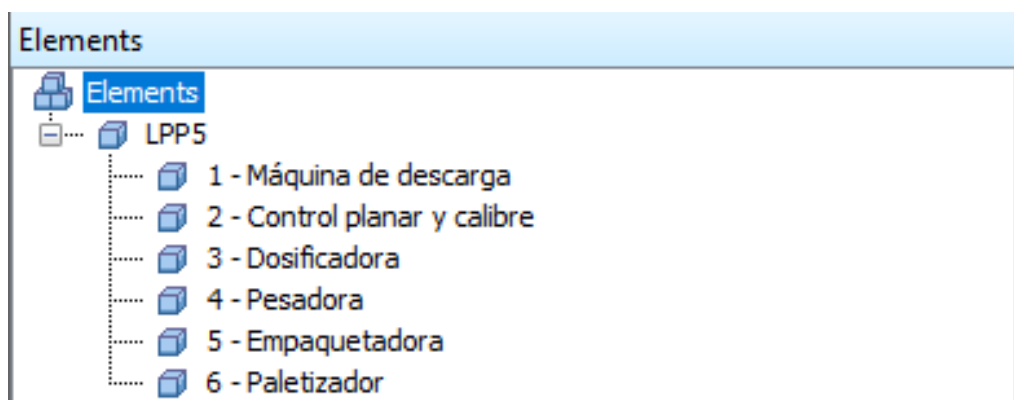 Elements
Elements
LPP5
1 - Máquina de descarga
2 - Control planar y calibre
3 - Dosificadora
4 - Pesadora
5 - Empaquetadora
6 - Paletizador